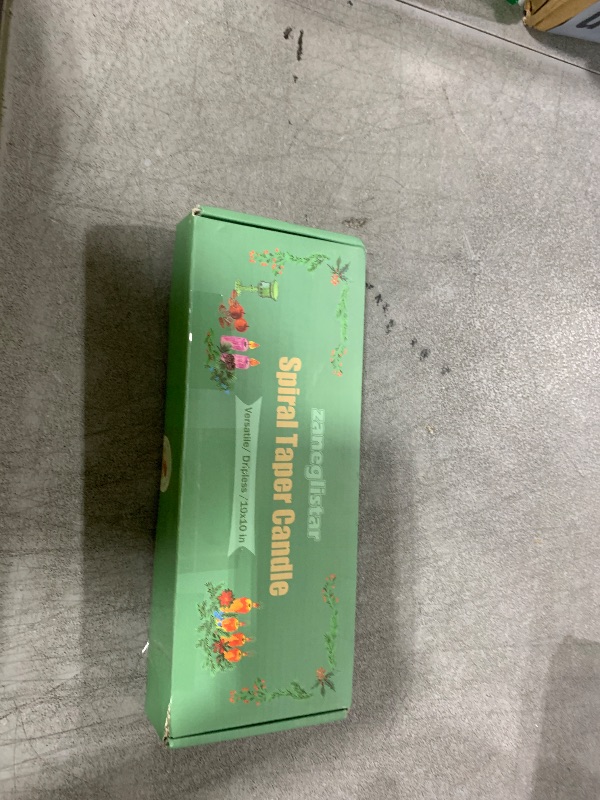 zaneglistar
Spiral Taper Candle
Versatile/ Dripless /10x10 in